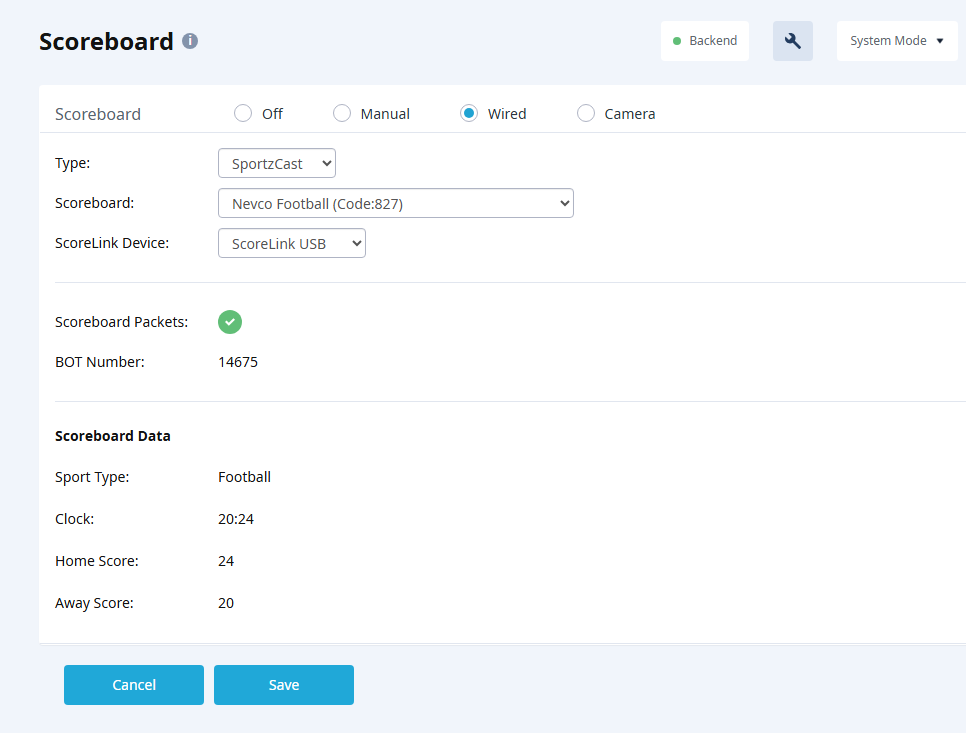 Scoreboard
Backend
System Mode
Scoreboard Off Manual Wired Camera
Type: SportzCast
Scoreboard: Nevco Football (Code:827)
ScoreLink Device: ScoreLink USB
Scoreboard Packets:
BOT Number: 14675
Scoreboard Data
Sport Type: Football
Clock: 20:24
Home Score: 24
Away Score: 20
Cancel Save